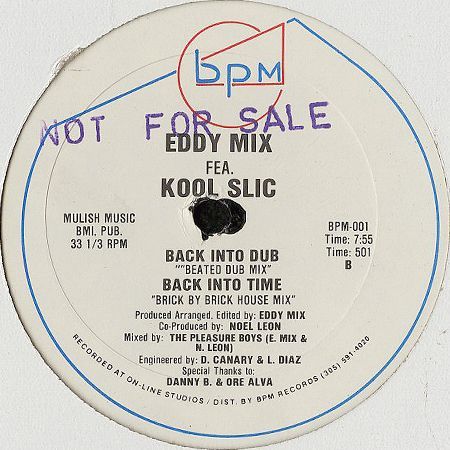 bpm
NOT FOR SALE
EDDY MIX
FEA.
KOOL SLIC
MULISH MUSIC
BMI, PUB.
33 1/3 RPM
BPM-001
Time: 7:55
Time: 501
B
BACK INTO DUB
""BEATED DUB MIX"
BACK INTO TIME
"BRICK BY BRICK HOUSE MIX"
Produced Arranged. Edited by: EDDY MIX
Co-Produced by: NOEL LEON
Mixed by: THE PLEASURE BOYS (E. MIX &
N. LEON)
Engineered by: D. CANARY & L. DIAZ
Special Thanks to:
DANNY B. & ORE ALVA
RECORDED AT ON-LINE STUDIOS / DIST. BY BPM RECORDS (305) 591-4020